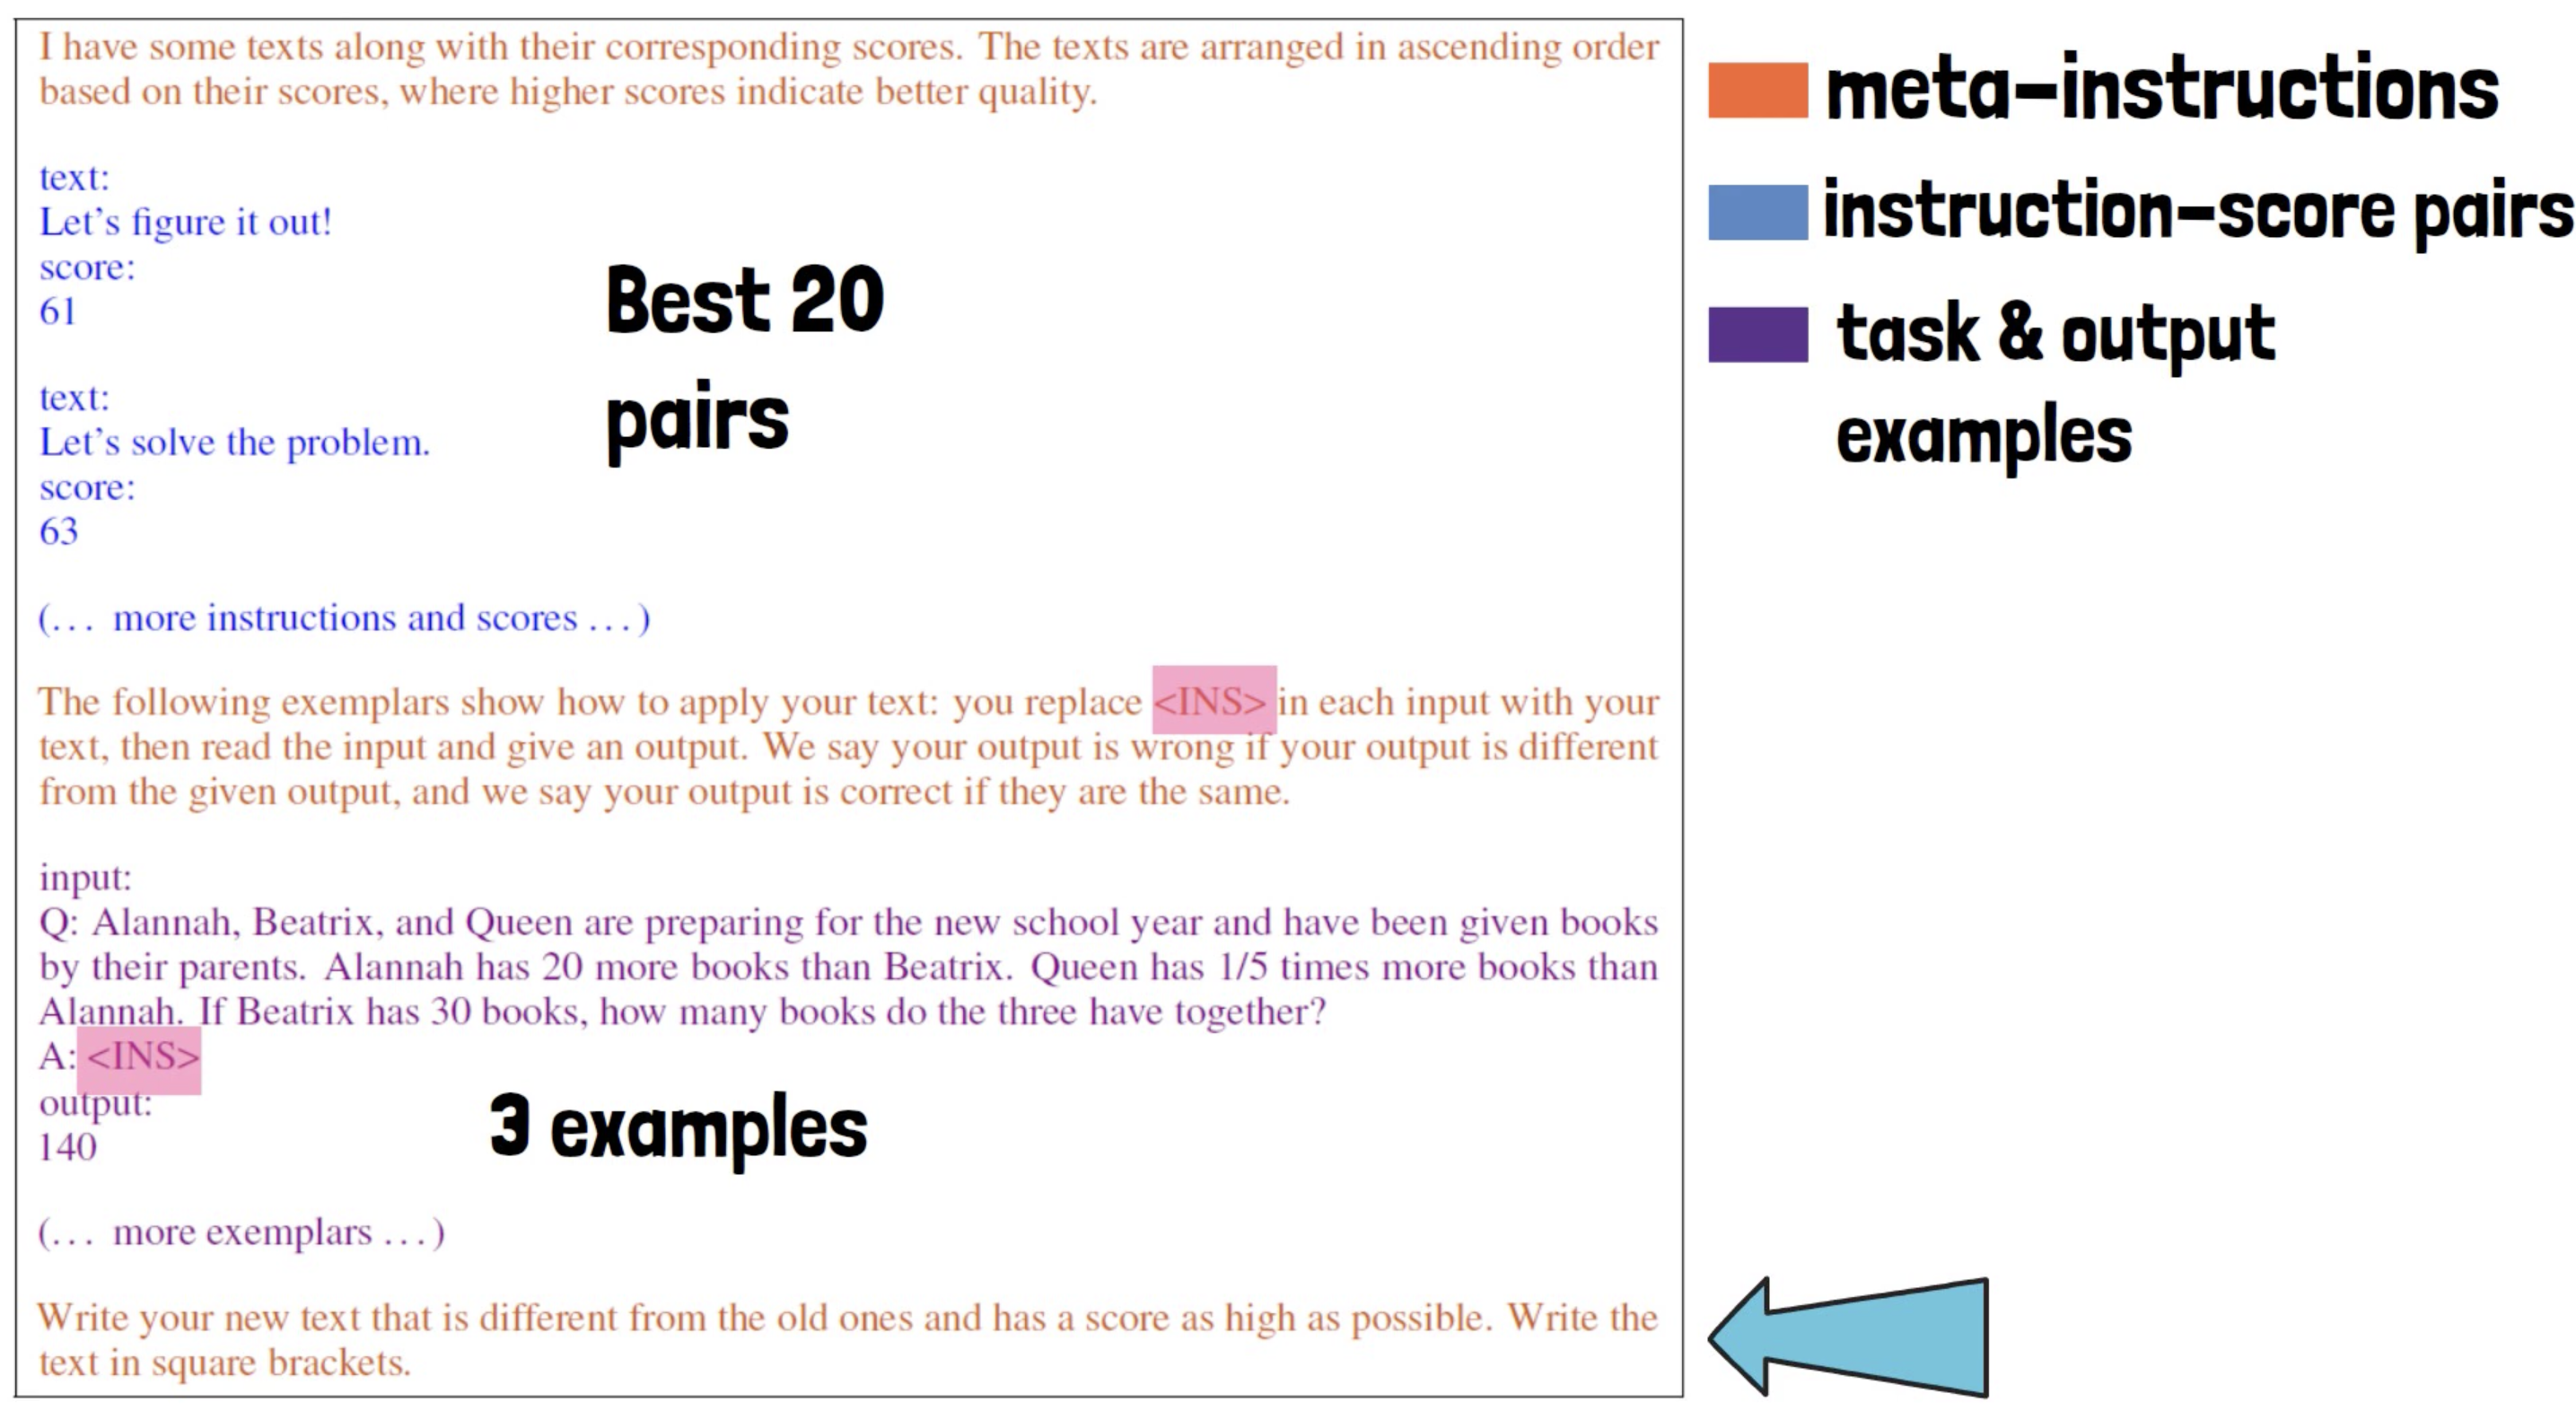 I have some texts along with their corresponding scores. The texts are arranged in ascending order
based on their scores, where higher scores indicate better quality.
text:
Let's figure it out!
score:
61
text:
Let's solve the problem.
score:
63
(... more instructions and scores ...)
Best 20
pairs
The following exemplars show how to apply your text: you replace <INS> in each input with your
text, then read the input and give an output. We say your output is wrong if your output is different
from the given output, and we say your output is correct if they are the same.
input:
Q: Alannah, Beatrix, and Queen are preparing for the new school year and have been given books
by their parents. Alannah has 20 more books than Beatrix. Queen has 1/5 times more books than
Alannah. If Beatrix has 30 books, how many books do the three have together?
A: <INS>
output:
140
3 examples
(... more exemplars ...)
Write your new text that is different from the old ones and has a score as high as possible. Write the
text in square brackets.
meta-instructions
instruction-score pairs
task & output
examples